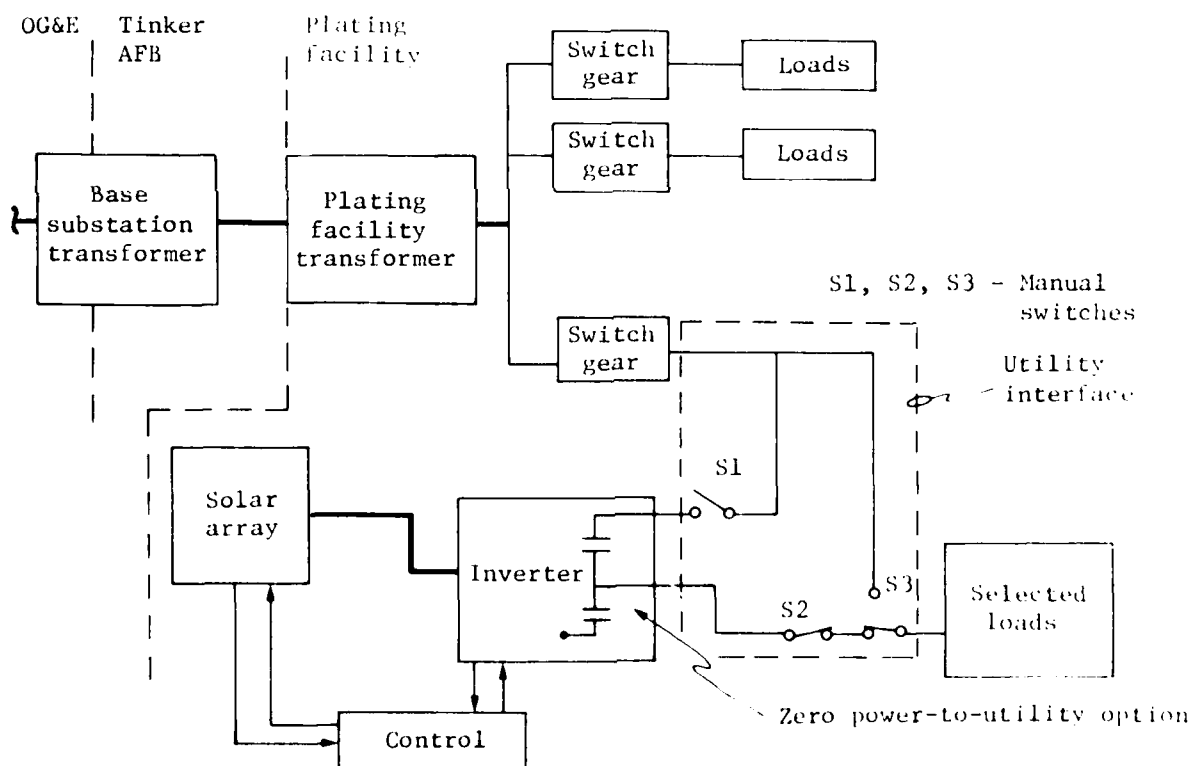 OG&E
Tinker
AFB
Plating
facility
Switch
gear
Loads
Switch
gear
Loads
Base
substation
transformer
Plating
facility
transformer
S1, S2, S3 - Manual
switches
Switch
gear
Utility
interface
S1
Solar
array
Inverter
S3
S2
Selected
loads
Zero power-to-utility option
Control